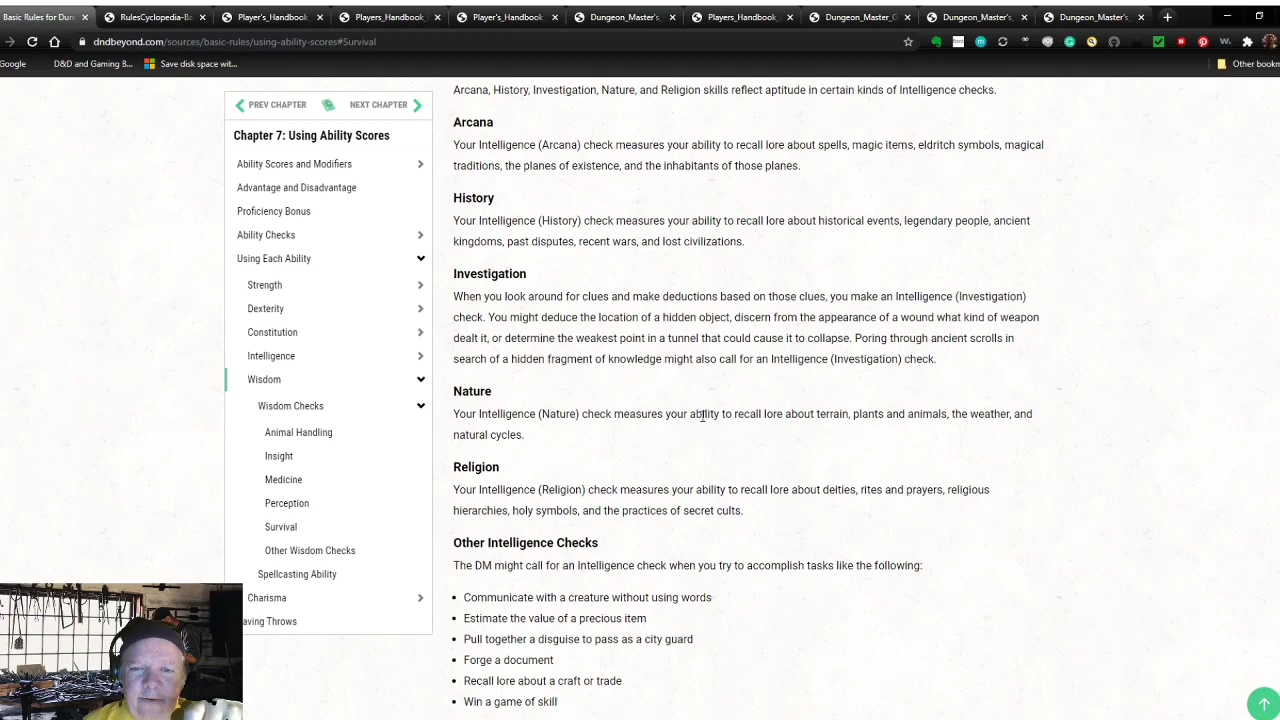 Basic Rules for Dun
RulesCyclopedia-Ba
Player's_Handbook_
Players_Handbook_
Player's_Handbook_
Dungeon_Master's_
Players_Handbook_
Dungeon_Master_G
Dungeon_Master's_
Dungeon_Master's_
dndbeyond.com/sources/basic-rules/using-ability-scores#Survival
Google
D&D and Gaming B...
Save disk space wit...
Other bookm
PREV CHAPTER
NEXT CHAPTER
Chapter 7: Using Ability Scores
Ability Scores and Modifiers
Advantage and Disadvantage
Proficiency Bonus
Ability Checks
Using Each Ability
Strength
Dexterity
Constitution
Intelligence
Wisdom
Wisdom Checks
Animal Handling
Insight
Medicine
Perception
Survival
Other Wisdom Checks
Spellcasting Ability
Charisma
aving Throws
Arcana, History, Investigation, Nature, and Religion skills reflect aptitude in certain kinds of Intelligence checks.
Arcana
Your Intelligence (Arcana) check measures your ability to recall lore about spells, magic items, eldritch symbols, magical
traditions, the planes of existence, and the inhabitants of those planes.
History
Your Intelligence (History) check measures your ability to recall lore about historical events, legendary people, ancient
kingdoms, past disputes, recent wars, and lost civilizations.
Investigation
When you look around for clues and make deductions based on those clues, you make an Intelligence (Investigation)
check. You might deduce the location of a hidden object, discern from the appearance of a wound what kind of weapon
dealt it, or determine the weakest point in a tunnel that could cause it to collapse. Poring through ancient scrolls in
search of a hidden fragment of knowledge might also call for an Intelligence (Investigation) check.
Nature
Your Intelligence (Nature) check measures your ability to recall lore about terrain, plants and animals, the weather, and
natural cycles.
Religion
Your Intelligence (Religion) check measures your ability to recall lore about deities, rites and prayers, religious
hierarchies, holy symbols, and the practices of secret cults.
Other Intelligence Checks
The DM might call for an Intelligence check when you try to accomplish tasks like the following:
• Communicate with a creature without using words
• Estimate the value of a precious item
• Pull together a disguise to pass as a city guard
• Forge a document
• Recall lore about a craft or trade
• Win a game of skill